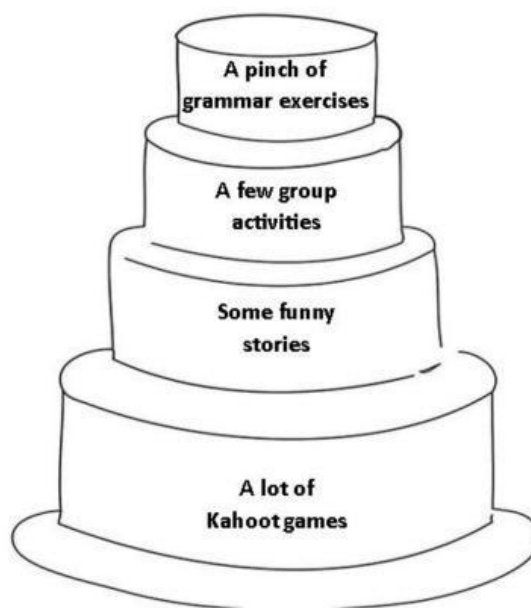 A pinch of
grammar exercises
A few group
activities
Some funny
stories
A lot of
Kahoot games